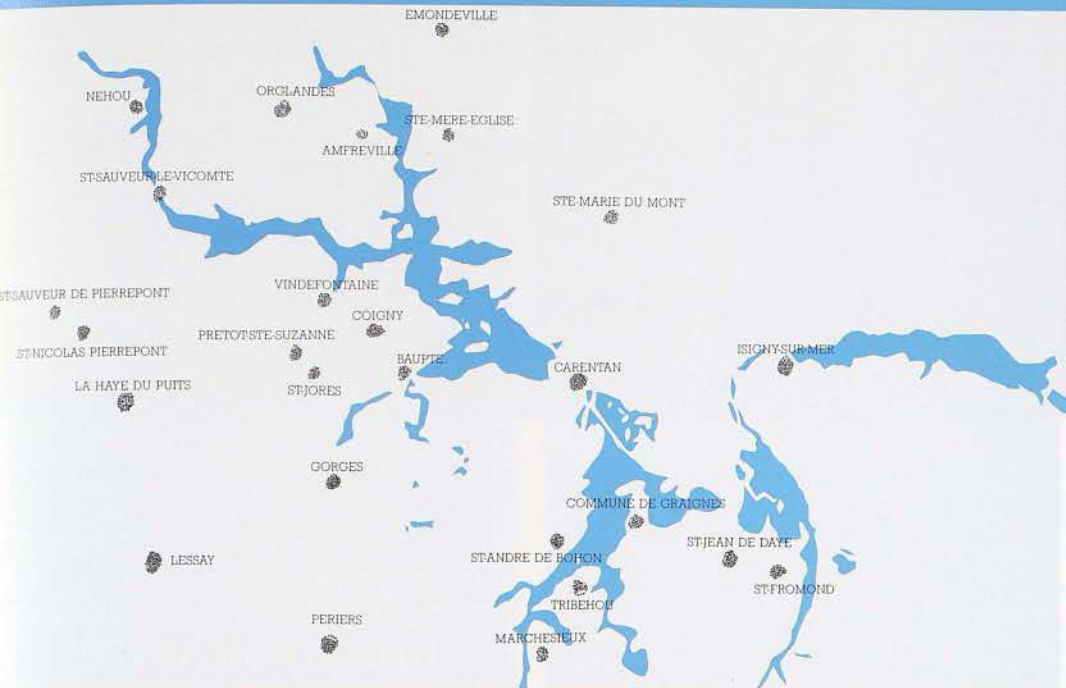 EMONDEVILLE
NEHOU
ORGLANDES
STE-MERE-EGLISE
AMFREVILLE
ST-SAUVEUR-LE-VICOMTE
STE-MARIE DU MONT
ST-SAUVEUR DE PIERREPONT
VINDEFONTAINE
COIGNY
PRETOT-STE-SUZANNE
ST-NICOLAS PIERREPONT
BAUPTE
ISIGNY-SUR-MER
CARENTAN
LA HAYE DU PUITS
ST-JORES
GORGES
COMMUNE DE GRAIGNES
ST-JEAN DE DAYE
ST-ANDRE DE BOHON
LESSAY
ST-FROMOND
TRIBEHOU
PERIERS
MARCHESIEUX